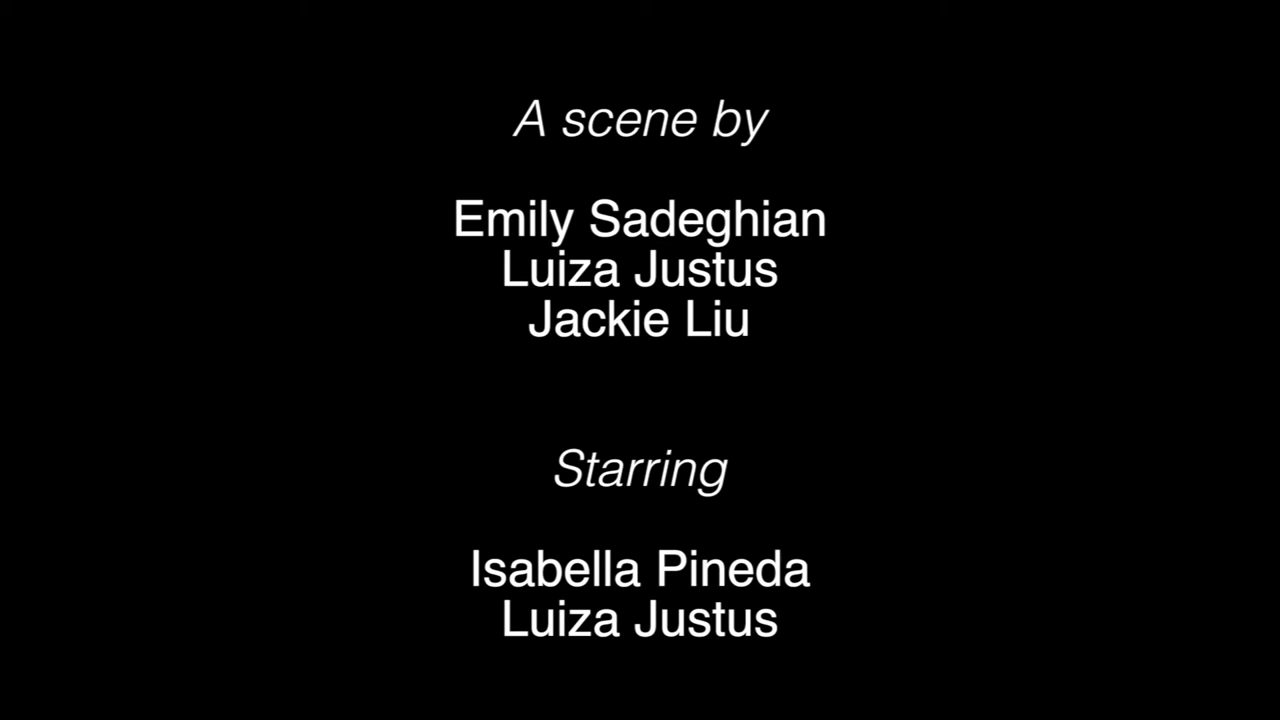 A scene by
Emily Sadeghian
Luiza Justus
Jackie Liu
Starring
Isabella Pineda
Luiza Justus